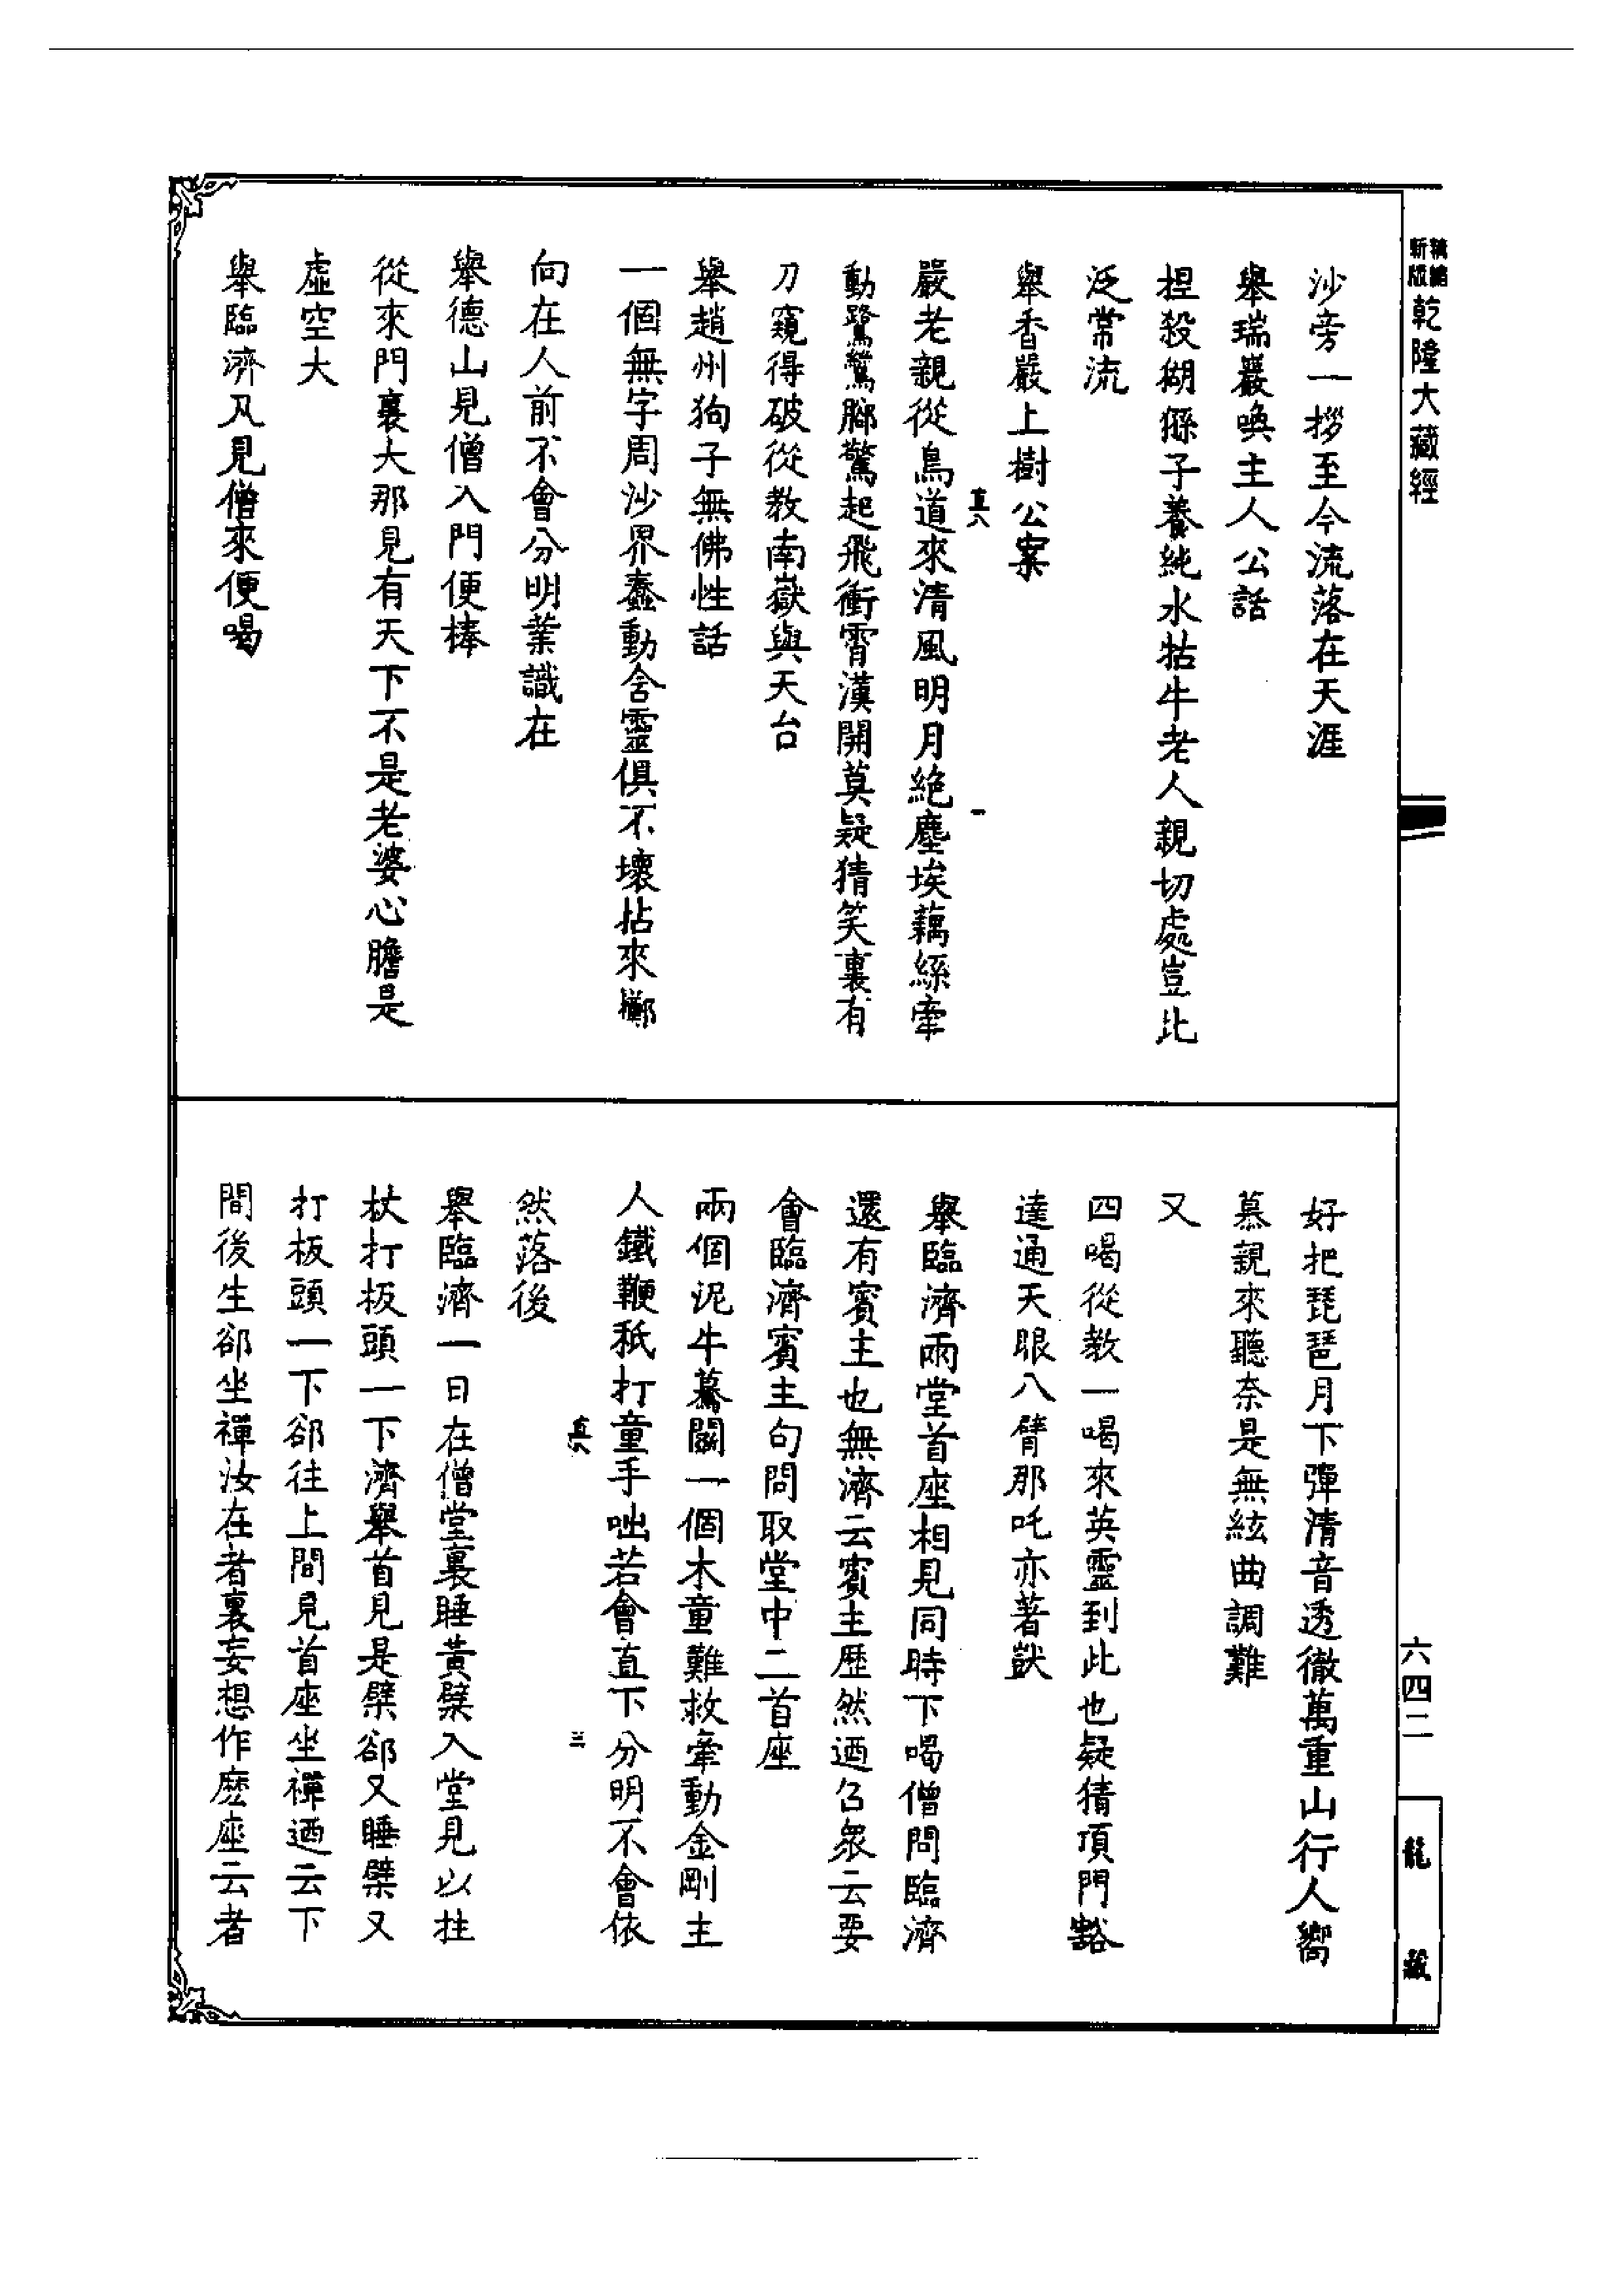 精縮新版乾隆大藏經
沙旁一拶至今流落在天涯
舉瑞巖喚主人公話
捏殺猢猻子養純水牯牛老人親切處豈比
泛常流
舉香嚴上樹公案
直六
一
嚴老親從鳥道來清風明月絶塵埃藕絲牽
動鷺鷥脚驚起飛衝霄漢開莫疑猜笑裏有
刀窺得破從教南嶽與天台
舉趙州狗子無佛性話
一個無字周沙界蠢動含靈俱不壞拈來擲
向在人前不會分明業識在
舉德山見僧入門便棒
從來門裏大那見有天下不是老婆心膽是
虛空大
舉臨濟凡見僧來便喝
好把琵琶月下彈清音透徹萬重山行人嚮
慕親來聽奈是無絃曲調難
又
四喝從教一喝來英靈到此也疑猜頂門豁
達通天眼八臂那吒亦著獃
舉臨濟兩堂首座相見同時下喝僧問臨濟
還有賓主也無濟云賓主歷然迺召眾云要
會臨濟賓主句問取堂中二首座
兩個泥牛驀鬬一個木童難救牽動金剛主
人鐵鞭秖打童手咄若會直下分明不會依
直六
三
然落後
舉臨濟一日在僧堂裏睡黃檗入堂見以拄
杖打板頭一下濟舉首見是檗卻又睡檗又
打板頭一下卻往上間見首座坐禪迺云下
間後生卻坐禪汝在者裏妄想作麽座云者
六四二
龍藏